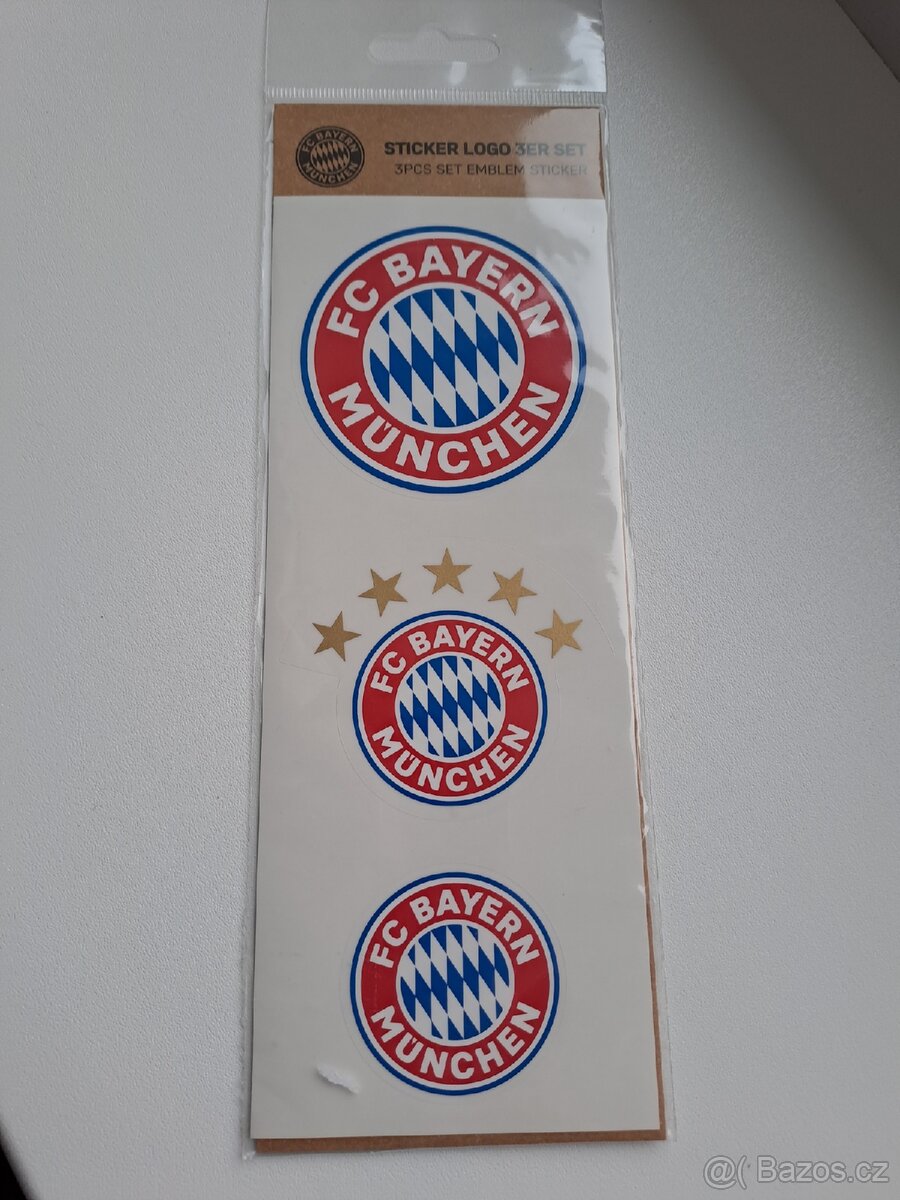 FC BAYERN
MÜNCHEN
STICKER LOGO 3ER SET
3PCS SET EMBLEM STICKER
FC BAYERN
MÜNCHEN
FC BAYERN
MÜNCHEN
FC BAYERN
MÜNCHEN
@( Bazos.cz